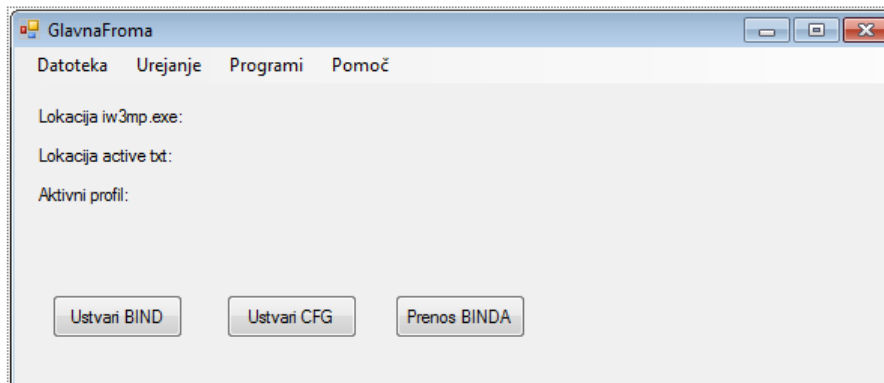 GlavnaFroma
Datoteka Urejanje Programi Pomoč
Lokacija iw3mp.exe:
Lokacija active txt:
Aktivni profil:
Ustvari BIND Ustvari CFG Prenos BINDA